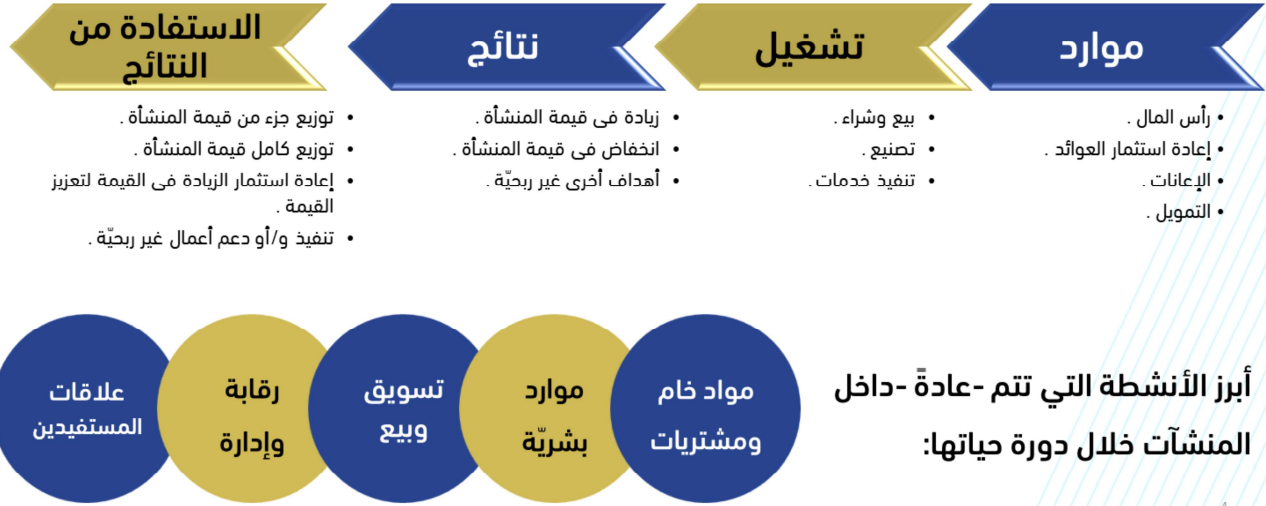 موارد
• رأس المال .
• إعادة استثمار العوائد .
• الإعانات .
• التمويل .
تشغيل
• بيع وشراء .
• تصنيع .
• تنفيذ خدمات .
نتائج
• زيادة فى قيمة المنشأة .
• انخفاض فى قيمة المنشأة .
• أهداف أخرى غير ربحيّة .
الاستفادة من
النتائج
• توزيع جزء من قيمة المنشأة .
• توزيع كامل قيمة المنشأة .
• إعادة استثمار الزيادة فى القيمة لتعزيز
القيمة .
• تنفيذ و/أو دعم أعمال غير ربحيّة .
أبرز الأنشطة التي تتم -عادةً -داخل
المنشآت خلال دورة حياتها:
مواد خام
ومشتريات
موارد
بشريّة
تسويق
وبيع
رقابة
وإدارة
علاقات
المستفيدين